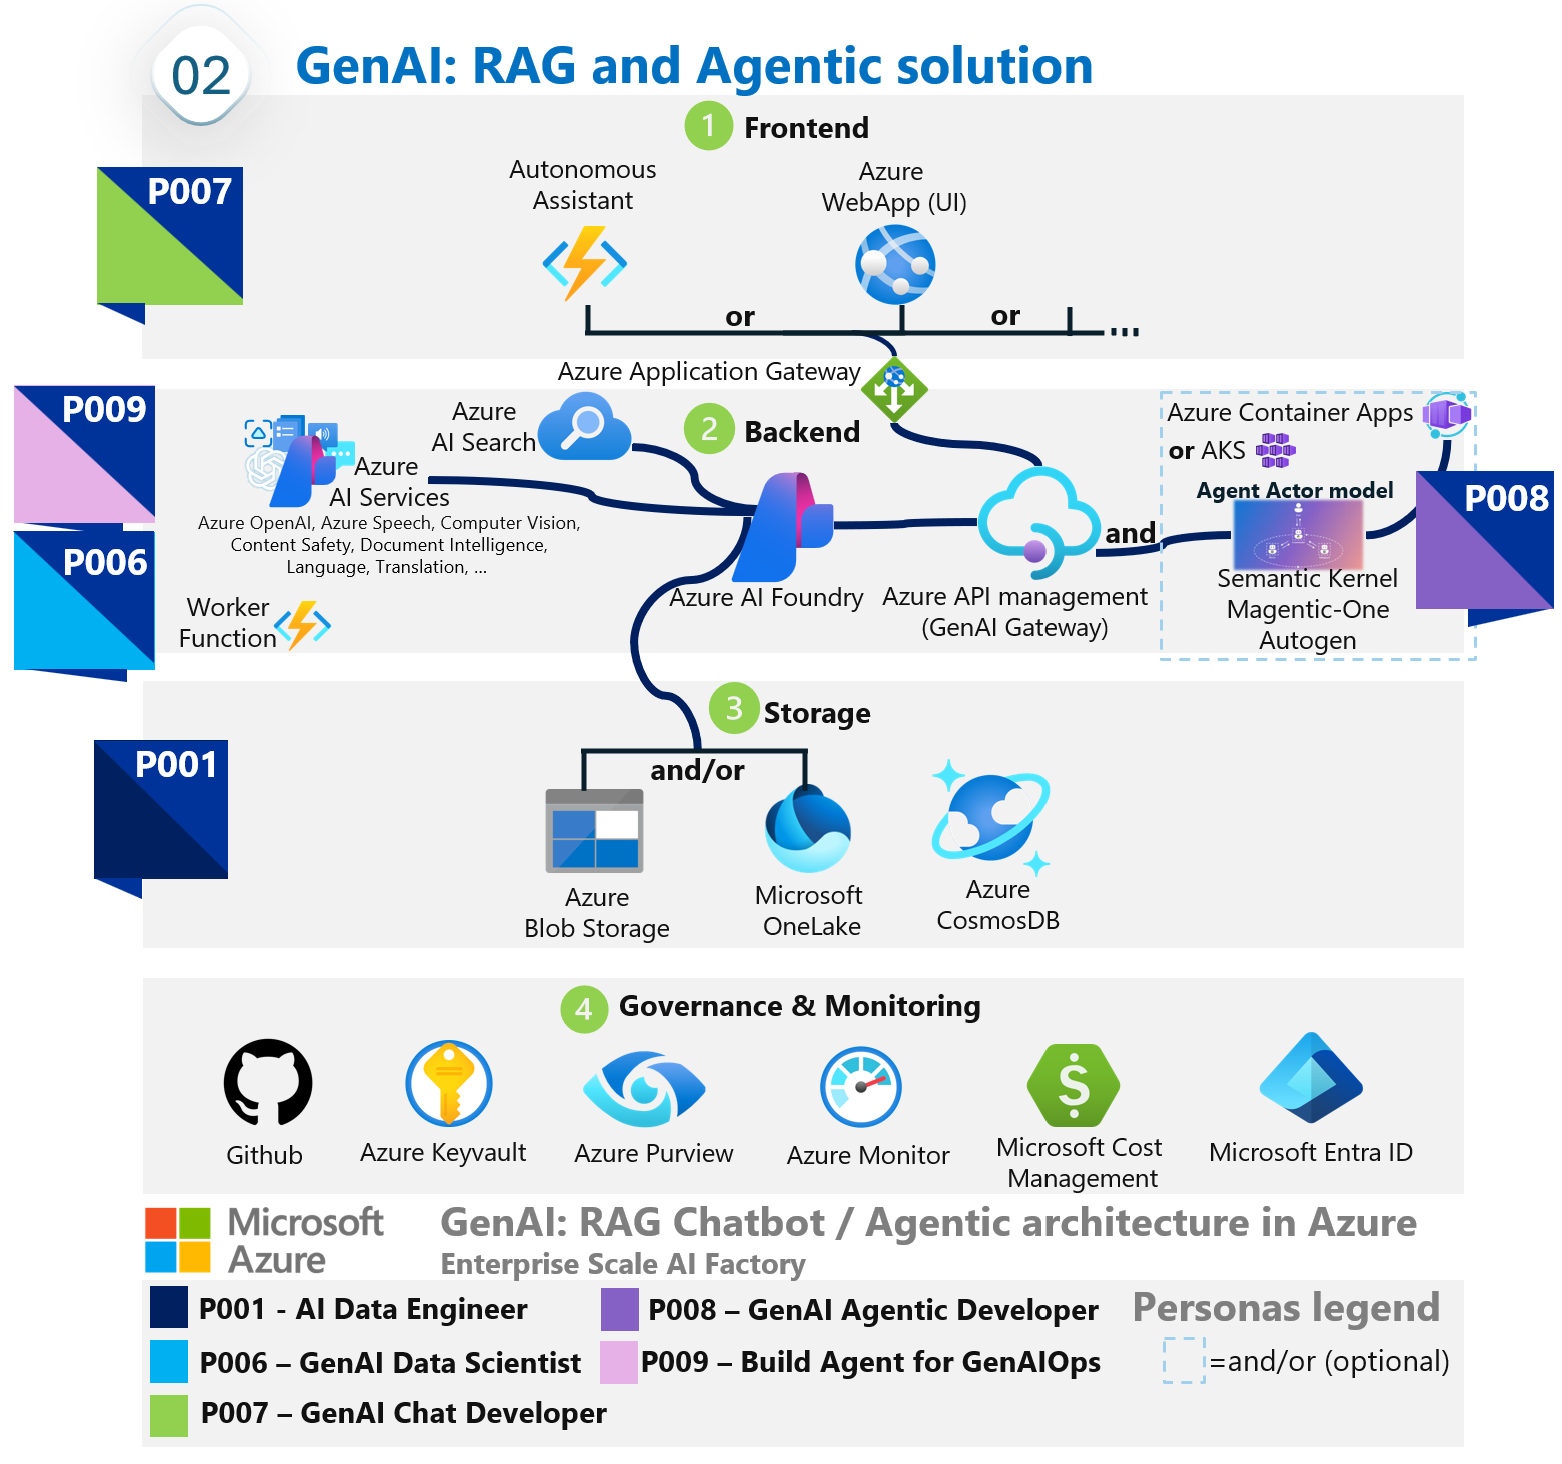 02
GenAI: RAG and Agentic solution
1 Frontend
P007
Autonomous
Assistant
Azure
WebApp (UI)
or
or
...
Azure Application Gateway
P009
Azure
AI Search
2 Backend
Azure Container Apps
or AKS
Azure
AI Services
Agent Actor model
P008
Azure OpenAI, Azure Speech, Computer Vision,
Content Safety, Document Intelligence,
Language, Translation, ...
and
P006
Azure AI Foundry
Azure API management
(GenAI Gateway)
Semantic Kernel
Magentic-One
Autogen
Worker
Function
3 Storage
P001
and/or
Azure
Blob Storage
Microsoft
OneLake
Azure
CosmosDB
4 Governance & Monitoring
Github
Azure Keyvault
Azure Purview
Azure Monitor
Microsoft Cost
Management
Microsoft Entra ID
Microsoft
Azure
GenAI: RAG Chatbot / Agentic architecture in Azure
Enterprise Scale AI Factory
P001 - AI Data Engineer
P008 – GenAI Agentic Developer
Personas legend
P006 – GenAI Data Scientist
P009 – Build Agent for GenAIOps
=and/or (optional)
P007 – GenAI Chat Developer